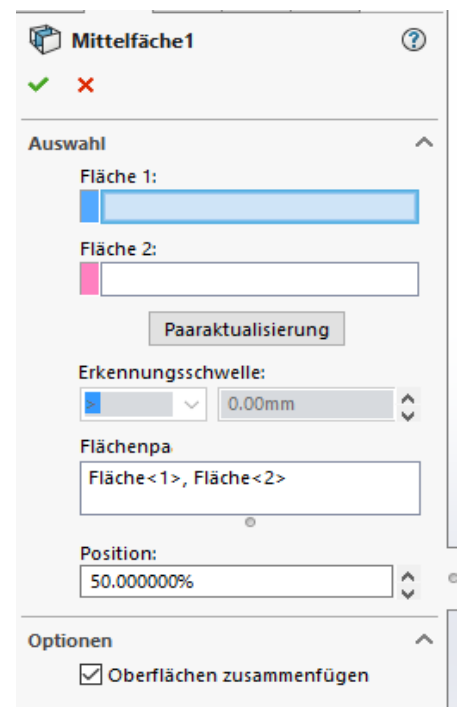 Mittelfäche1
Auswahl
Fläche 1:
Fläche 2:
Paaraktualisierung
Erkennungsschwelle:
> 0.00mm
Flächenpa
Fläche<1>, Fläche<2>
Position:
50.000000%
Optionen
Oberflächen zusammenfügen